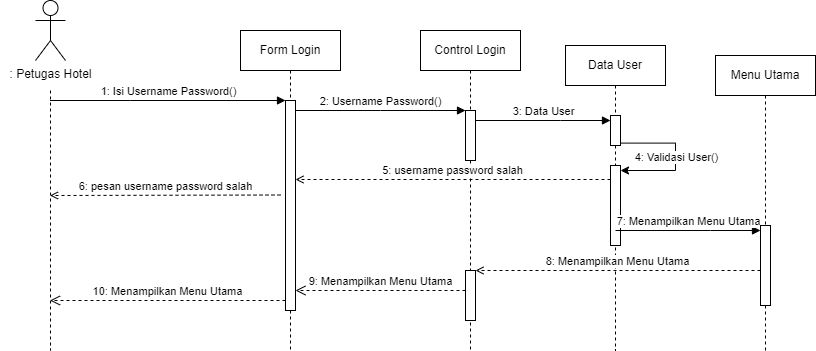 : Petugas Hotel
Form Login
Control Login
Data User
Menu Utama
1: Isi Username Password()
2: Username Password()
3: Data User
4: Validasi User()
5: username password salah
6: pesan username password salah
7: Menampilkan Menu Utama
8: Menampilkan Menu Utama
9: Menampilkan Menu Utama
10: Menampilkan Menu Utama